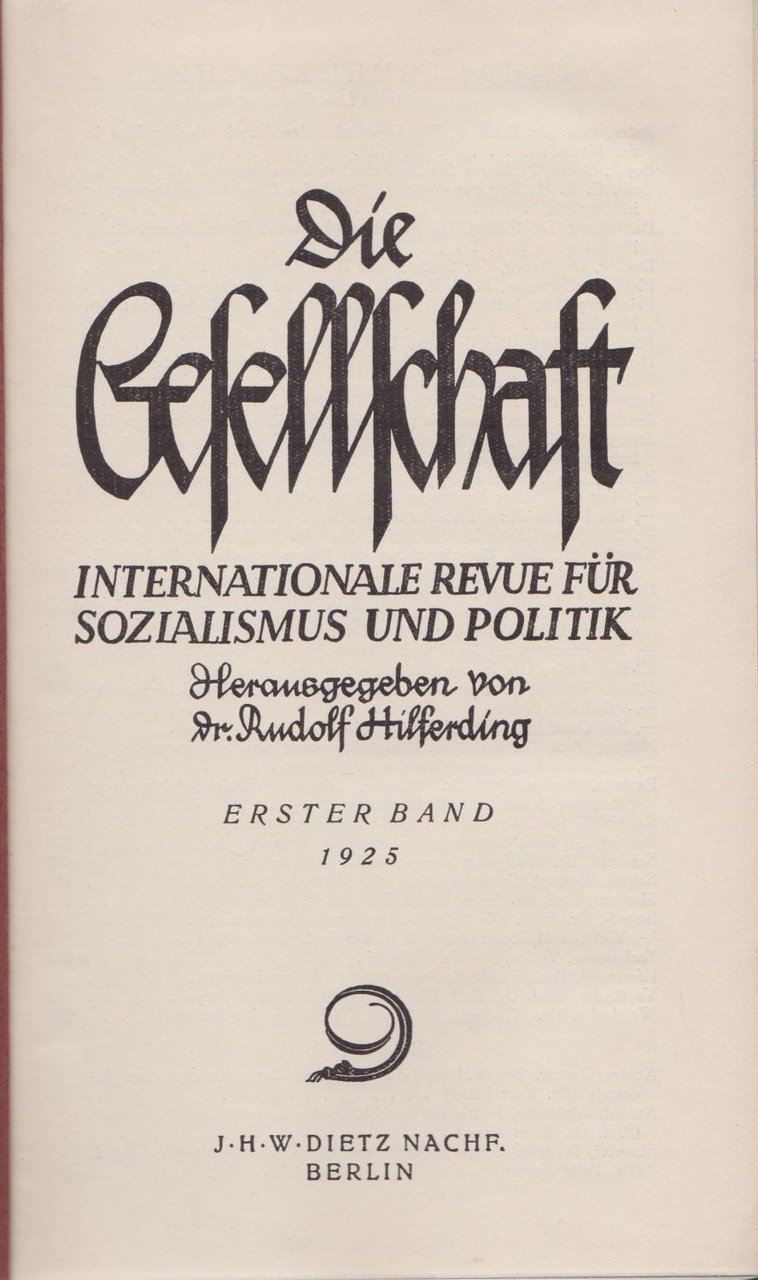 Die
Gesellschaft
INTERNATIONALE REVUE FÜR
SOZIALISMUS UND POLITIK
Herausgegeben von
Dr. Rudolf Hilferding
ERSTER BAND
1925
J·H·W·DIETZ NACHF.
BERLIN